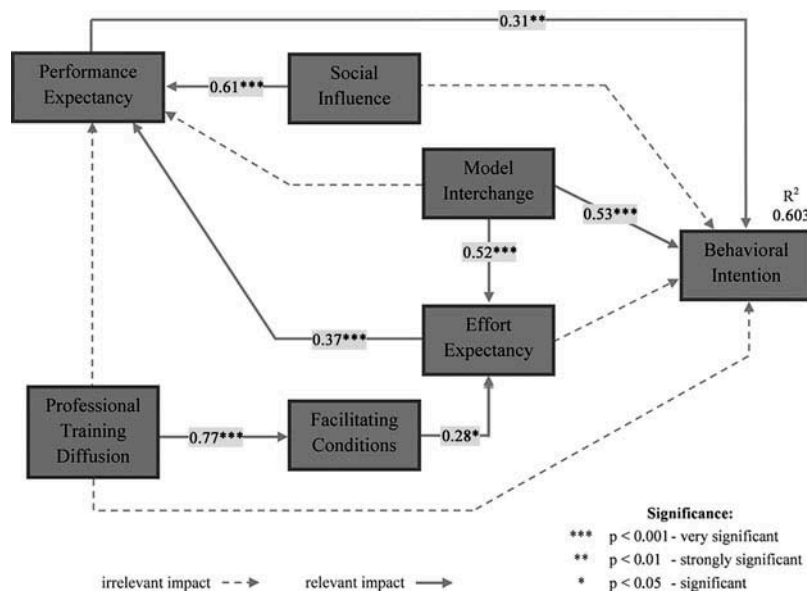 0.31**
Performance
Expectancy
0.61***
Social
Influence
Model
Interchange
0.53***
R²
0.603
Behavioral
Intention
0.52***
0.37***
Effort
Expectancy
Professional
Training
Diffusion
0.77***
Facilitating
Conditions
0.28*
Significance:
*** p < 0.001 - very significant
** p < 0.01 - strongly significant
* p < 0.05 - significant
irrelevant impact
relevant impact